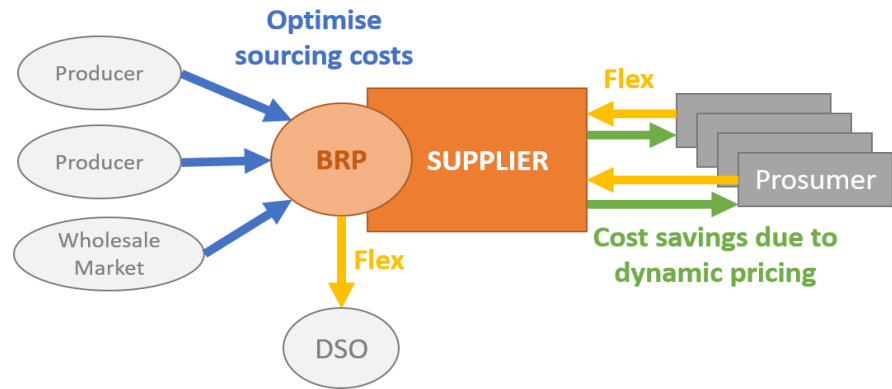 Optimise
sourcing costs
Producer
Producer
Wholesale
Market
BRP
SUPPLIER
Flex
Prosumer
Cost savings due to
dynamic pricing
Flex
DSO